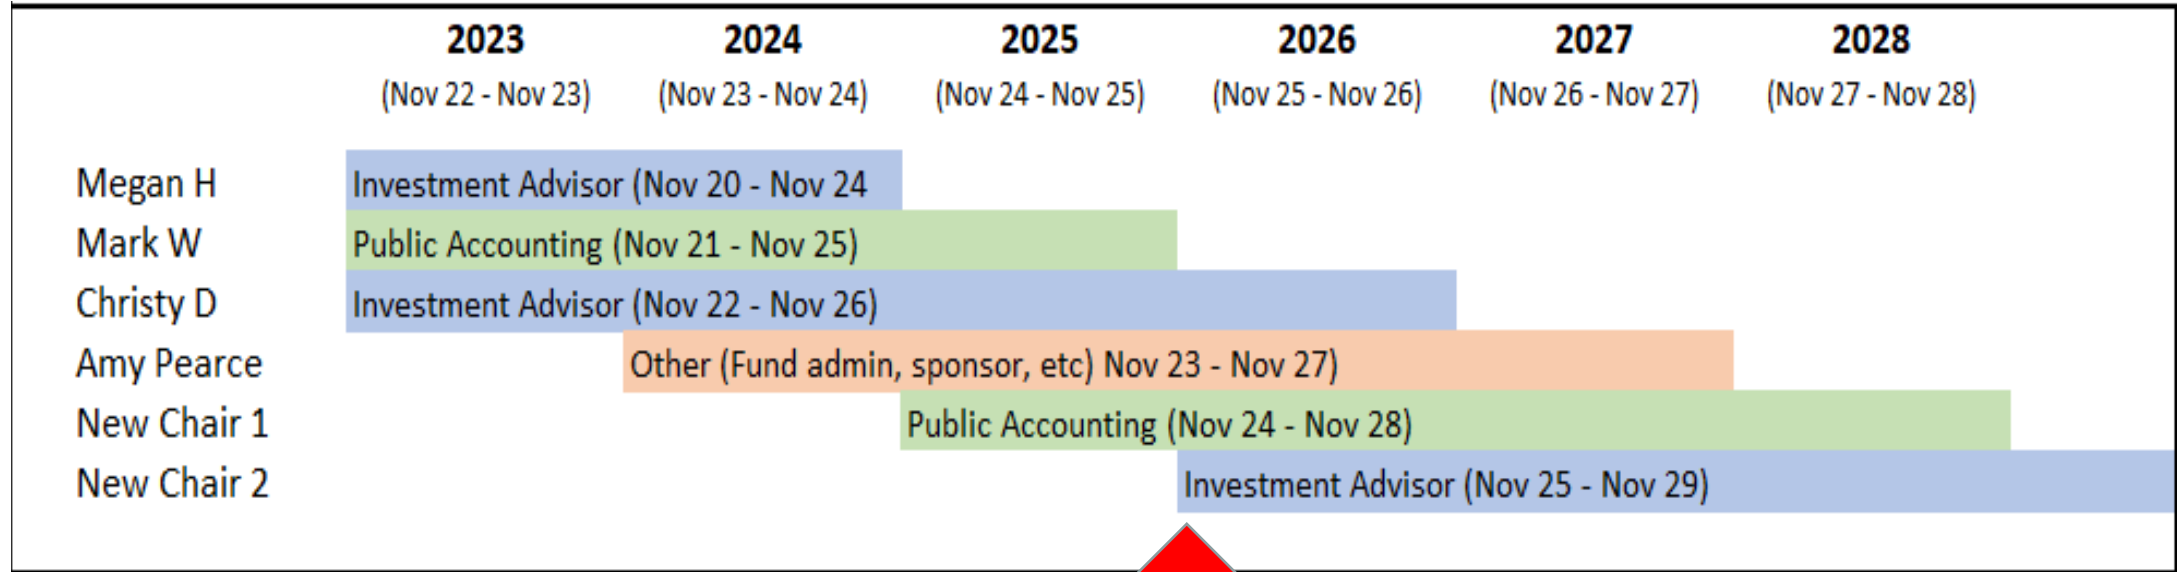 2023 2024 2025 2026 2027 2028
(Nov 22 - Nov 23) (Nov 23 - Nov 24) (Nov 24 - Nov 25) (Nov 25 - Nov 26) (Nov 26 - Nov 27) (Nov 27 - Nov 28)
Megan H Investment Advisor (Nov 20 - Nov 24
Mark W Public Accounting (Nov 21 - Nov 25)
Christy D Investment Advisor (Nov 22 - Nov 26)
Amy Pearce Other (Fund admin, sponsor, etc) Nov 23 - Nov 27)
New Chair 1 Public Accounting (Nov 24 - Nov 28)
New Chair 2 Investment Advisor (Nov 25 - Nov 29)